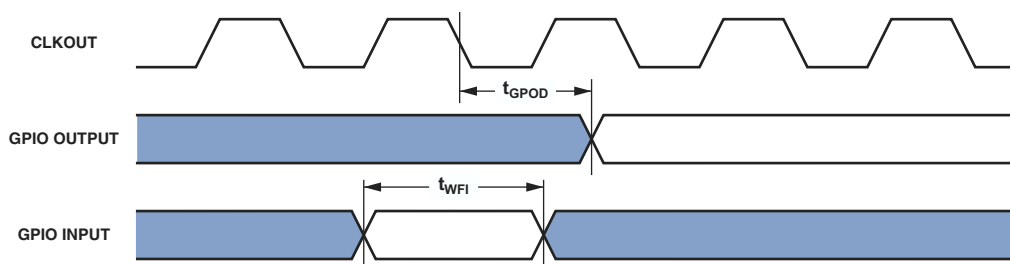 CLKOUT
tGPOD
GPIO OUTPUT
tWFI
GPIO INPUT